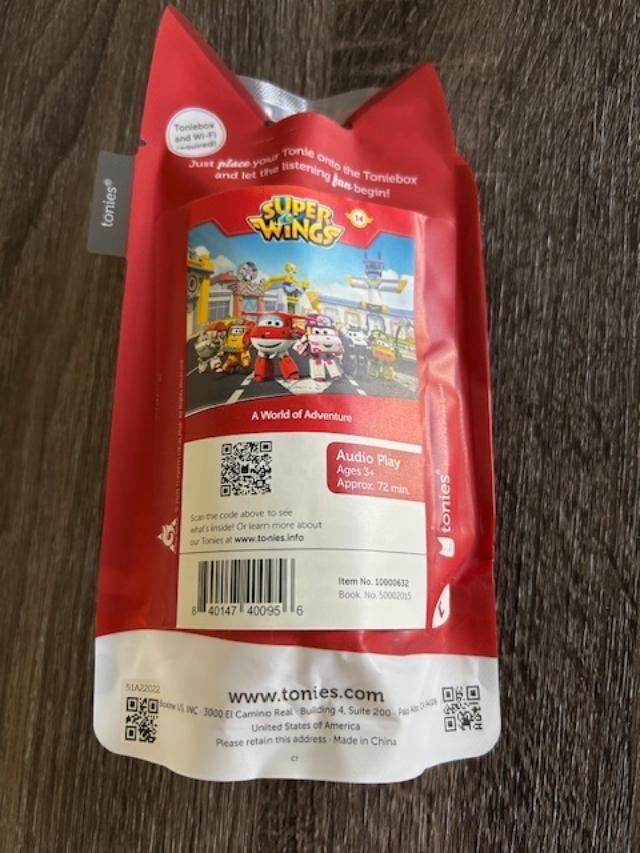 Toniebox
and Wi-Fi
required!
Just place your Tonie onto the Toniebox
and let the listening fun begin!
tonies®
SUPER
WiNGS
14
A World of Adventure
Audio Play
Ages 3+
Approx. 72 min.
Scan the code above to see
what's inside! Or learn more about
our Tonies at www.tonies.info
tonies®
Item No. 10000632
Book. No. 50002015
8 40147 40095 6
51A22022
www.tonies.com
Boxine US, INC · 3000 El Camino Real · Building 4, Suite 200 · Palo Alto, CA
United States of America
Please retain this address · Made in China